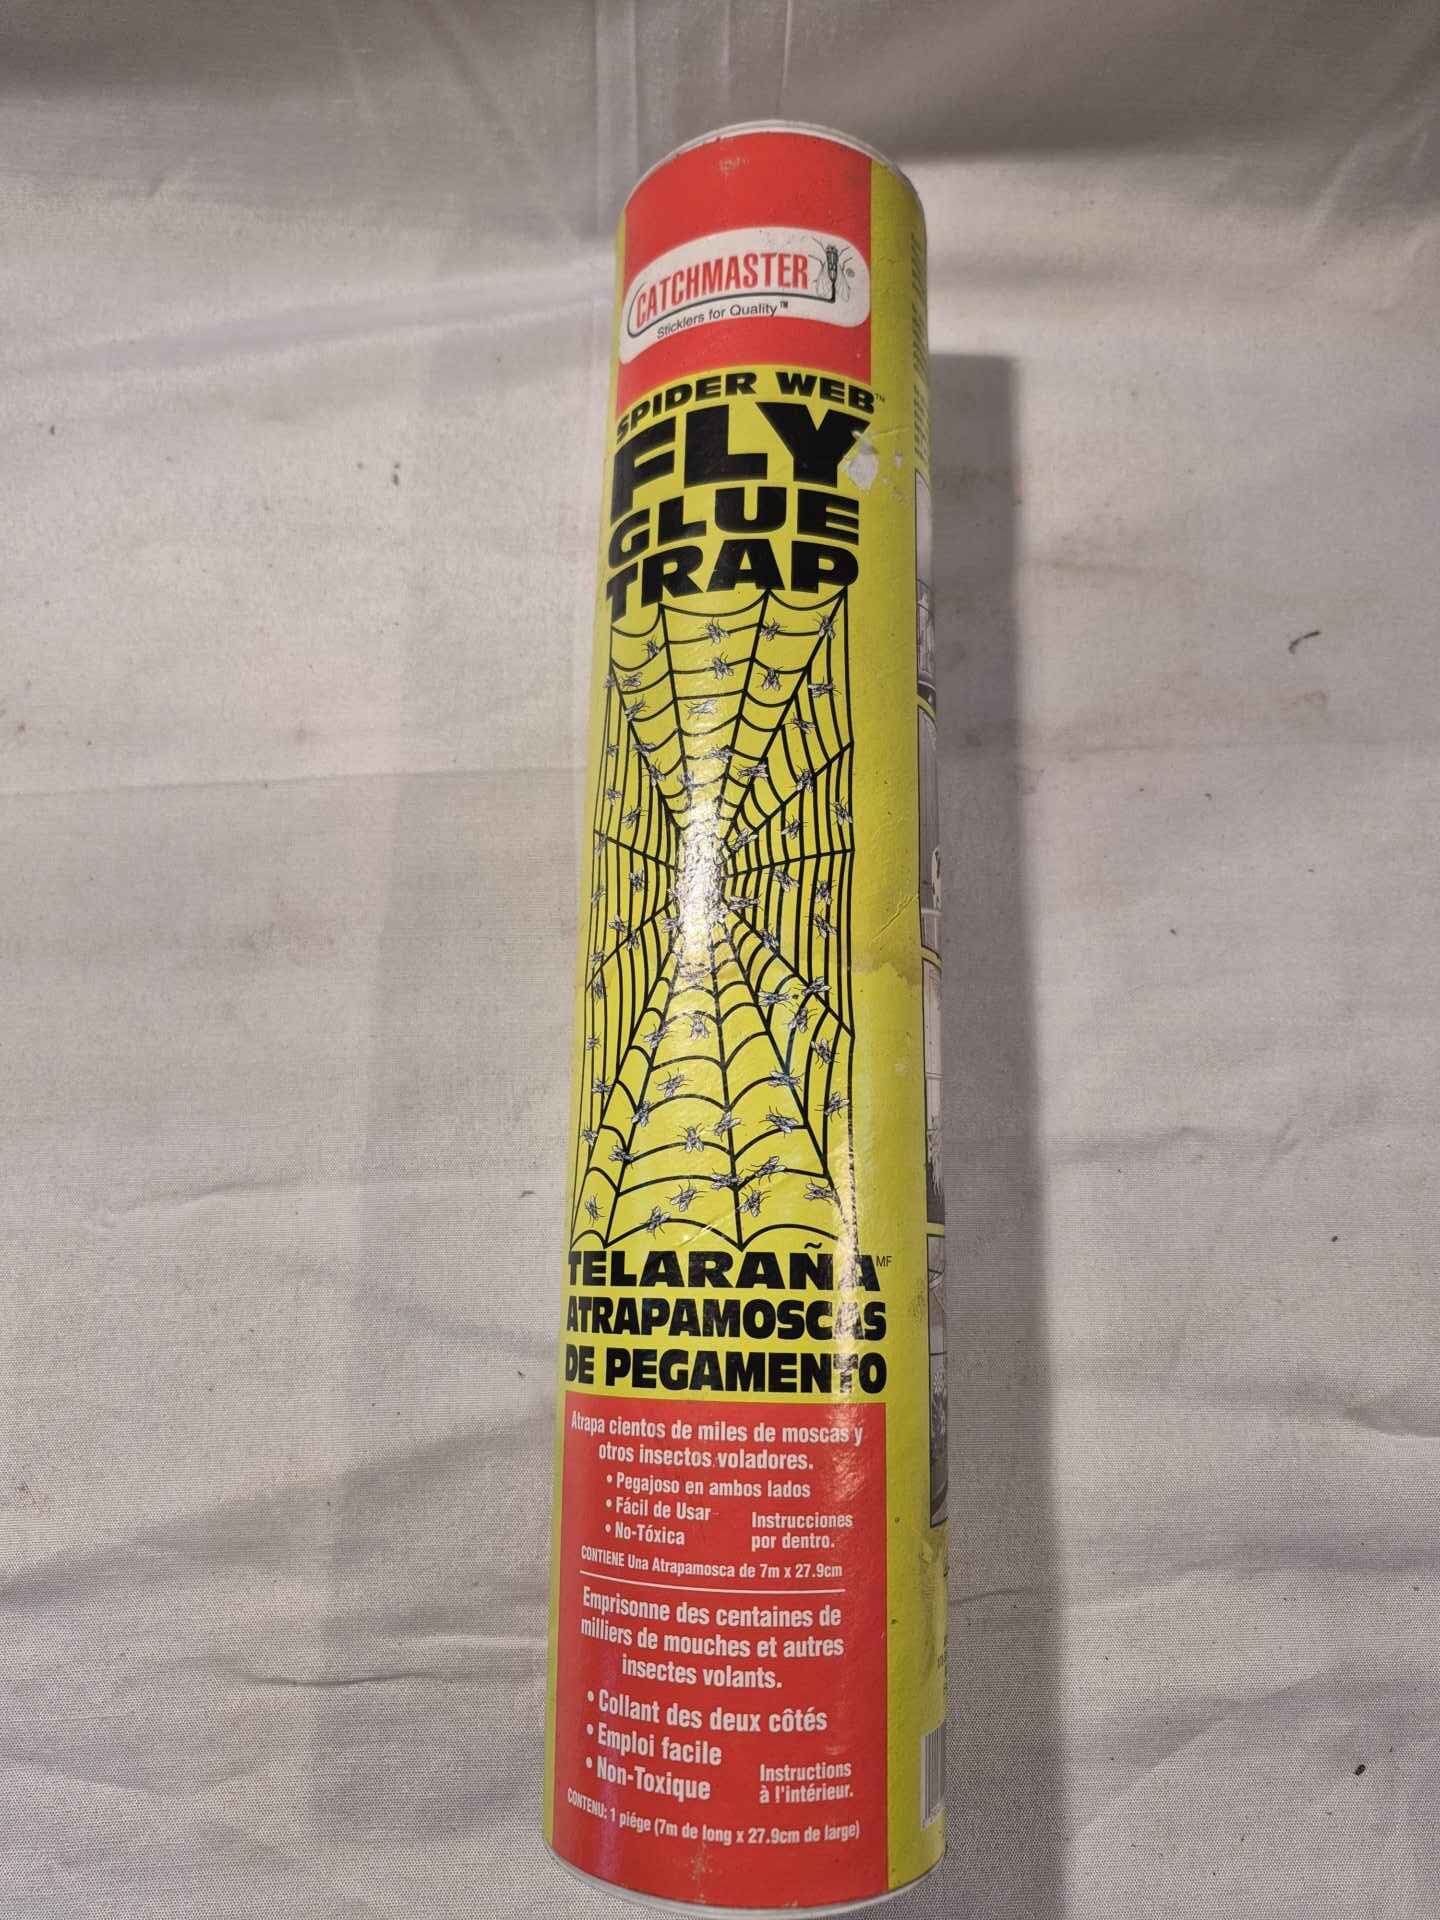 CATCHMASTER®
Sticklers for Quality™
SPIDER WEB™
FLY
GLUE
TRAP
TELARAÑA MF
ATRAPAMOSCAS
DE PEGAMENTO
Atrapa cientos de miles de moscas y
otros insectos voladores.
• Pegajoso en ambos lados
• Fácil de Usar
• No-Tóxica
Instrucciones
por dentro.
CONTIENE Una Atrapamosca de 7m x 27.9cm
Emprisonne des centaines de
milliers de mouches et autres
insectes volants.
• Collant des deux côtés
• Emploi facile
• Non-Toxique
Instructions
à l'intérieur.
CONTENU: 1 piége (7m de long x 27.9cm de large)